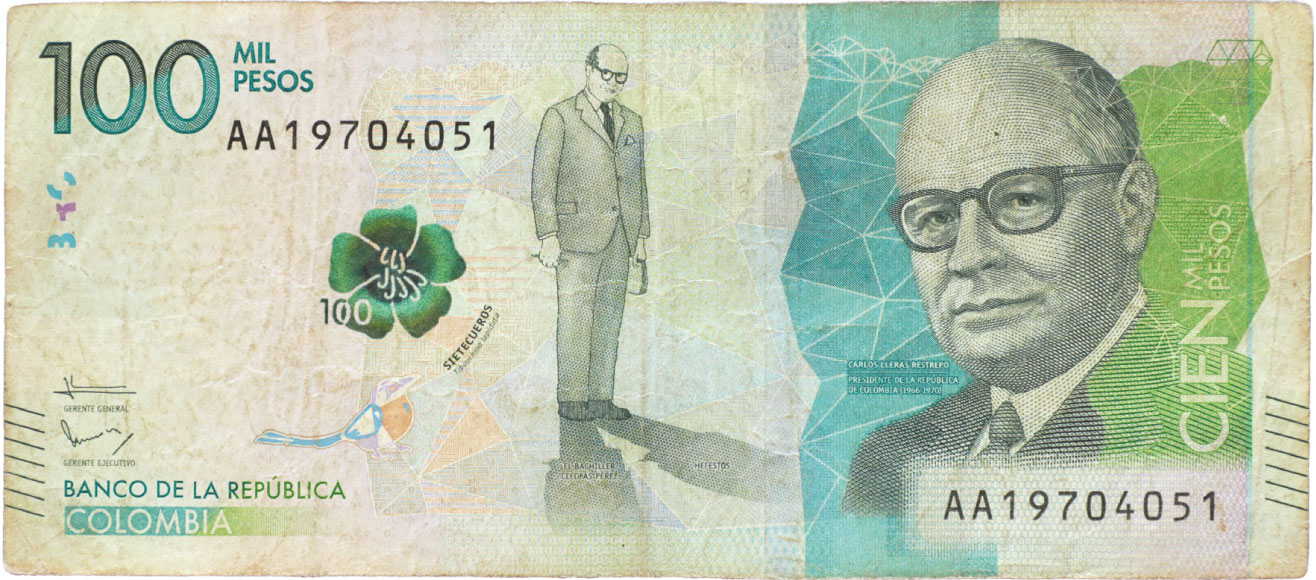 100 MIL
PESOS
AA19704051
100
SIETECUEROS
Tibouchina lepidota
GERENTE GENERAL
GERENTE EJECUTIVO
BANCO DE LA REPÚBLICA
COLOMBIA
EL BACHILLER
CLEOFAS PÉREZ
HEFESTOS
CARLOS LLERAS RESTREPO
PRESIDENTE DE LA REPÚBLICA
DE COLOMBIA (1966-1970)
CIEN MIL
PESOS
AA19704051